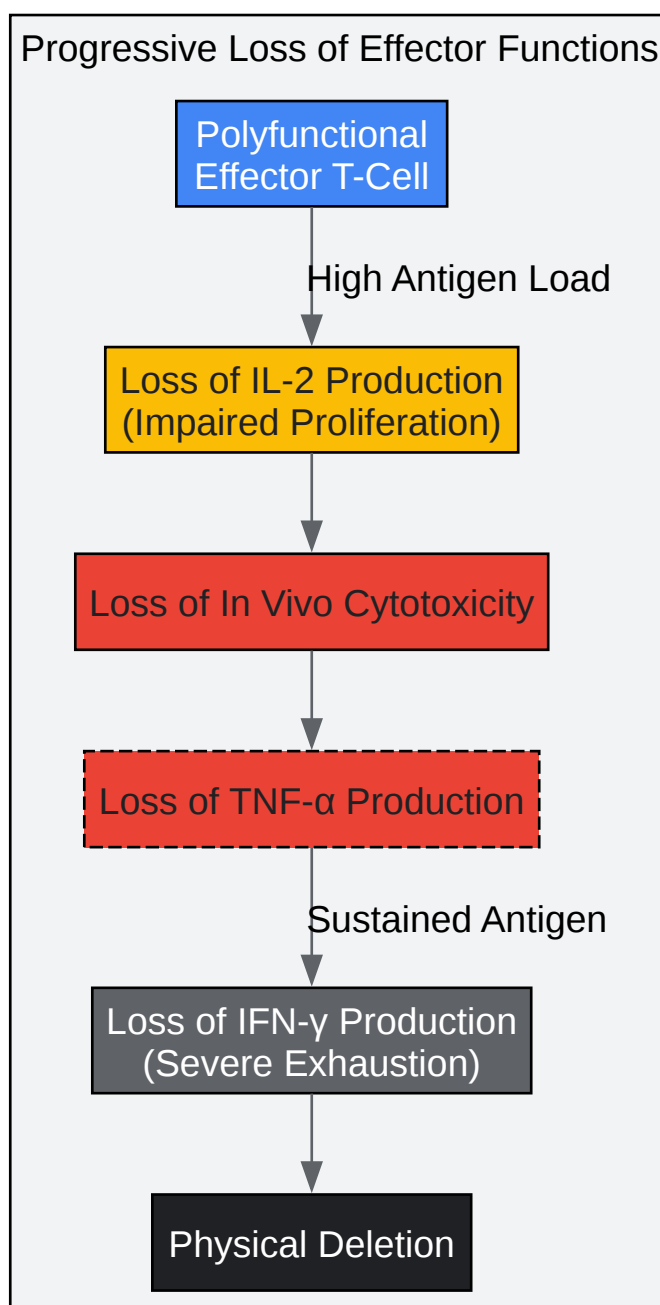 Progressive Loss of Effector Functions
Polyfunctional
Effector T-Cell
High Antigen Load
Loss of IL-2 Production
(Impaired Proliferation)
Loss of In Vivo Cytotoxicity
Loss of TNF-α Production
Sustained Antigen
Loss of IFN-γ Production
(Severe Exhaustion)
Physical Deletion